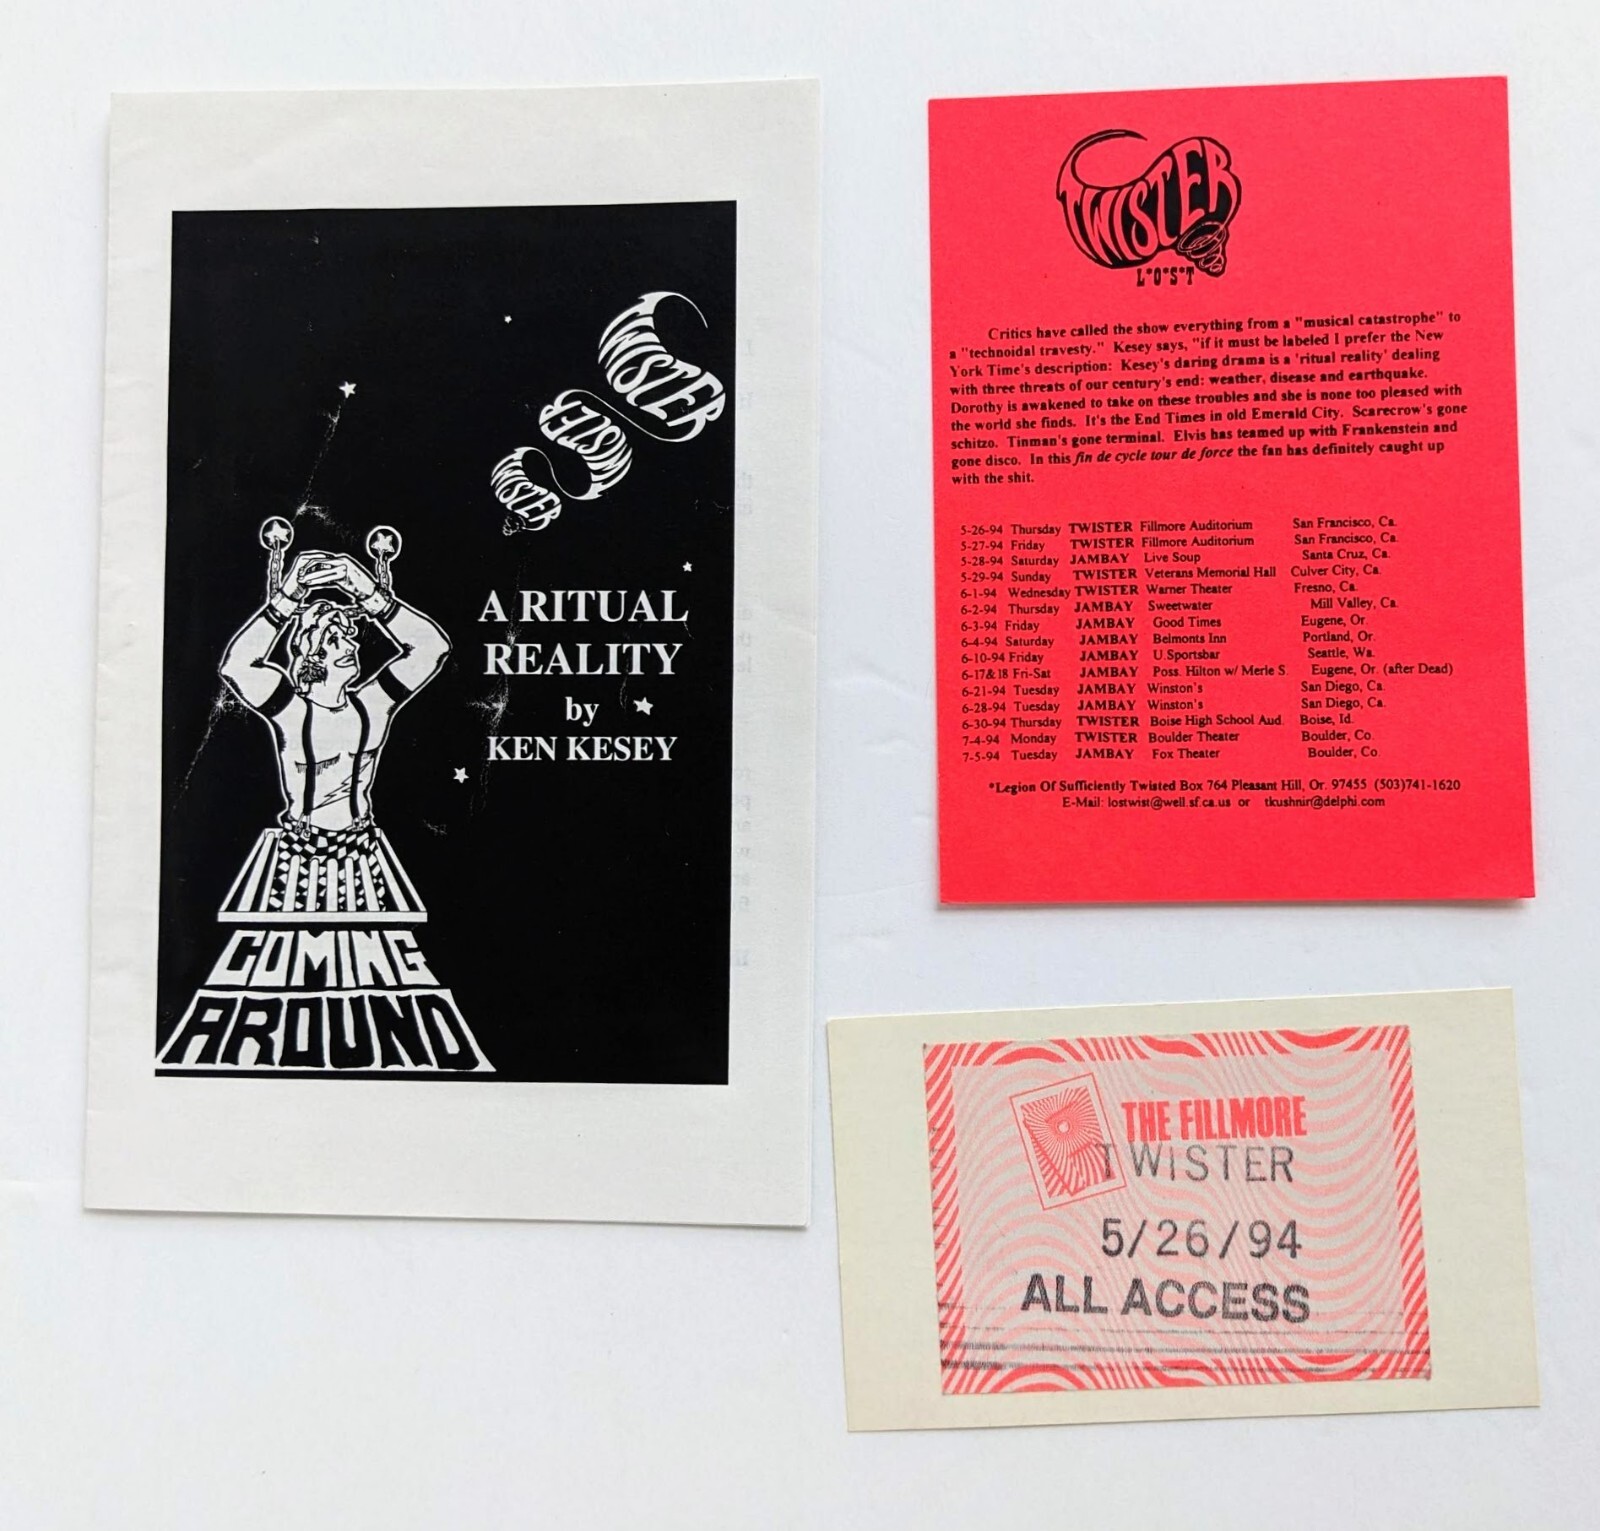 TWISTER
TWISTER
TWISTER
A RITUAL
REALITY
by
KEN KESEY
COMING
AROUND
TWISTER
L*O*S*T
Critics have called the show everything from a "musical catastrophe" to
a "technoidal travesty." Kesey says, "if it must be labeled I prefer the New
York Time's description: Kesey's daring drama is a 'ritual reality' dealing
with three threats of our century's end: weather, disease and earthquake.
Dorothy is awakened to take on these troubles and she is none too pleased with
the world she finds. It's the End Times in old Emerald City. Scarecrow's gone
schitzo. Tinman's gone terminal. Elvis has teamed up with Frankenstein and
gone disco. In this fin de cycle tour de force the fan has definitely caught up
with the shit.
5-26-94 Thursday TWISTER Fillmore Auditorium San Francisco, Ca.
5-27-94 Friday TWISTER Fillmore Auditorium San Francisco, Ca.
5-28-94 Saturday JAMBAY Live Soup Santa Cruz, Ca.
5-29-94 Sunday TWISTER Veterans Memorial Hall Culver City, Ca.
6-1-94 Wednesday TWISTER Warner Theater Fresno, Ca.
6-2-94 Thursday JAMBAY Sweetwater Mill Valley, Ca.
6-3-94 Friday JAMBAY Good Times Eugene, Or.
6-4-94 Saturday JAMBAY Belmonts Inn Portland, Or.
6-10-94 Friday JAMBAY U.Sportsbar Seattle, Wa.
6-17&18 Fri-Sat JAMBAY Poss. Hilton w/ Merle S. Eugene, Or. (after Dead)
6-21-94 Tuesday JAMBAY Winston's San Diego, Ca.
6-28-94 Tuesday JAMBAY Winston's San Diego, Ca.
6-30-94 Thursday TWISTER Boise High School Aud. Boise, Id.
7-4-94 Monday TWISTER Boulder Theater Boulder, Co.
7-5-94 Tuesday JAMBAY Fox Theater Boulder, Co.
*Legion Of Sufficiently Twisted Box 764 Pleasant Hill, Or. 97455 (503)741-1620
E-Mail: lostwist@well.sf.ca.us or tkushnir@delphi.com
THE FILLMORE
TWISTER
5/26/94
ALL ACCESS